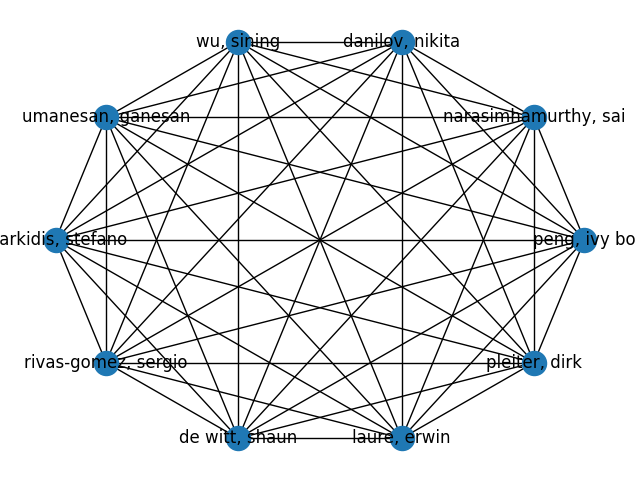 wu, sining
danilov, nikita
umanesan, ganesan
narasimhamurthy, sai
arkidis, stefano
peng, ivy bo
rivas-gomez, sergio
pleiter, dirk
de witt, shaun
laure, erwin